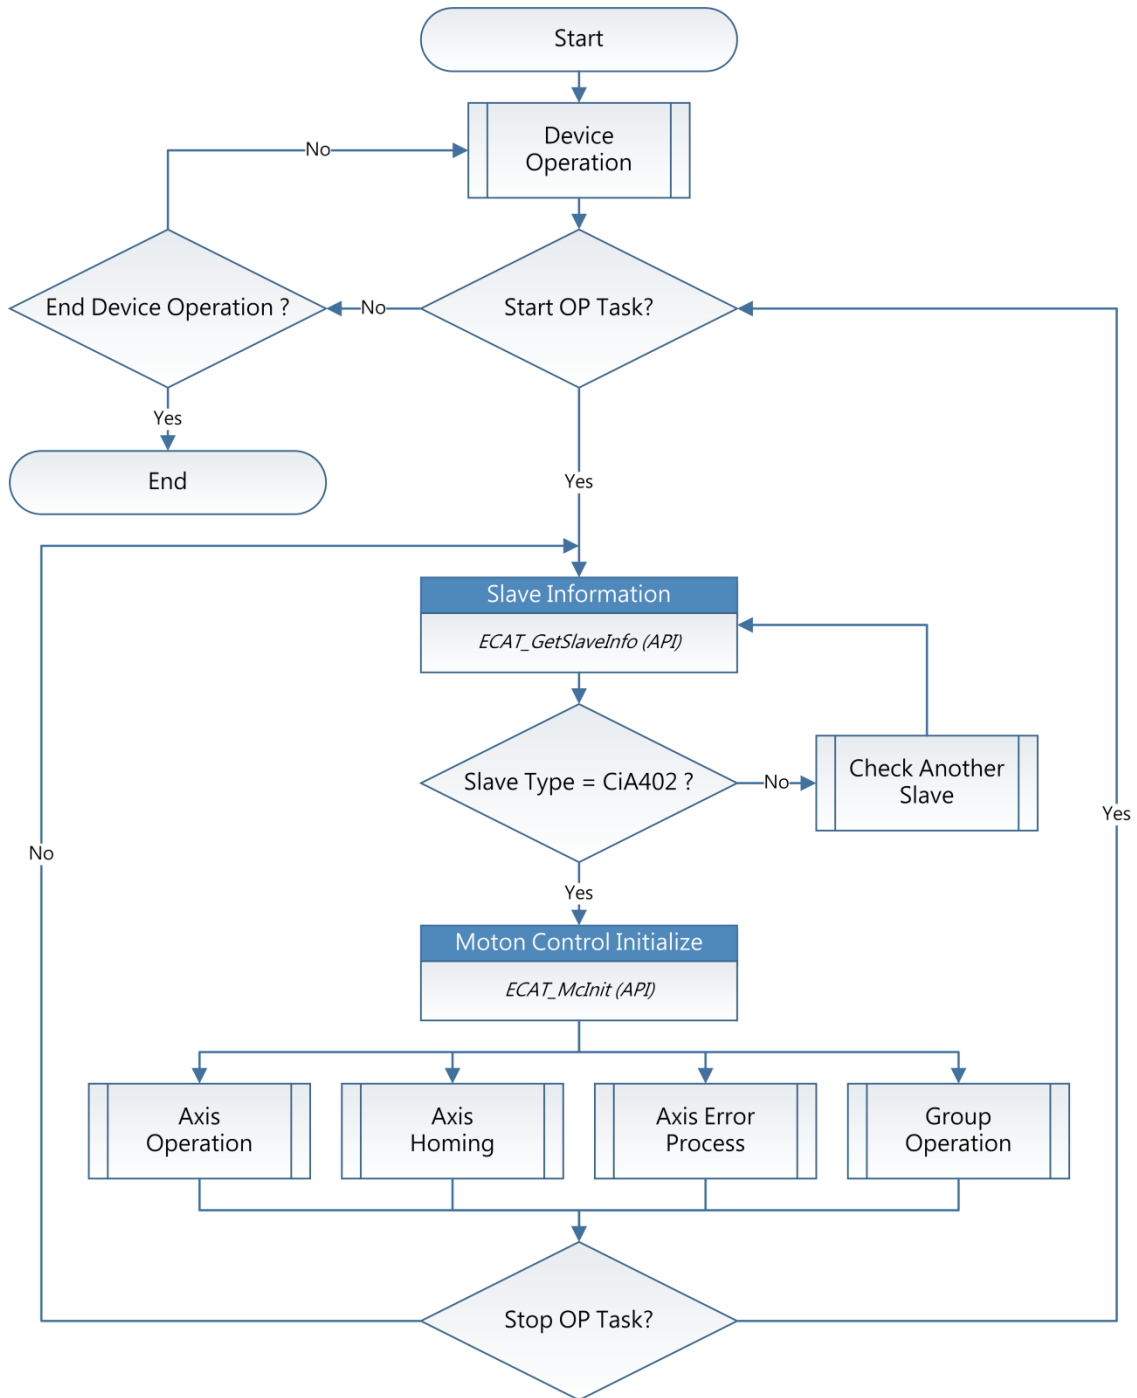 Start
Device
Operation
No
End Device Operation ?
No
Start OP Task?
Yes
End
Yes
Slave Information
ECAT_GetSlaveInfo (API)
Slave Type = CiA402 ?
No
Check Another
Slave
Yes
No
Yes
Moton Control Initialize
ECAT_McInit (API)
Axis
Operation
Axis
Homing
Axis Error
Process
Group
Operation
Stop OP Task?